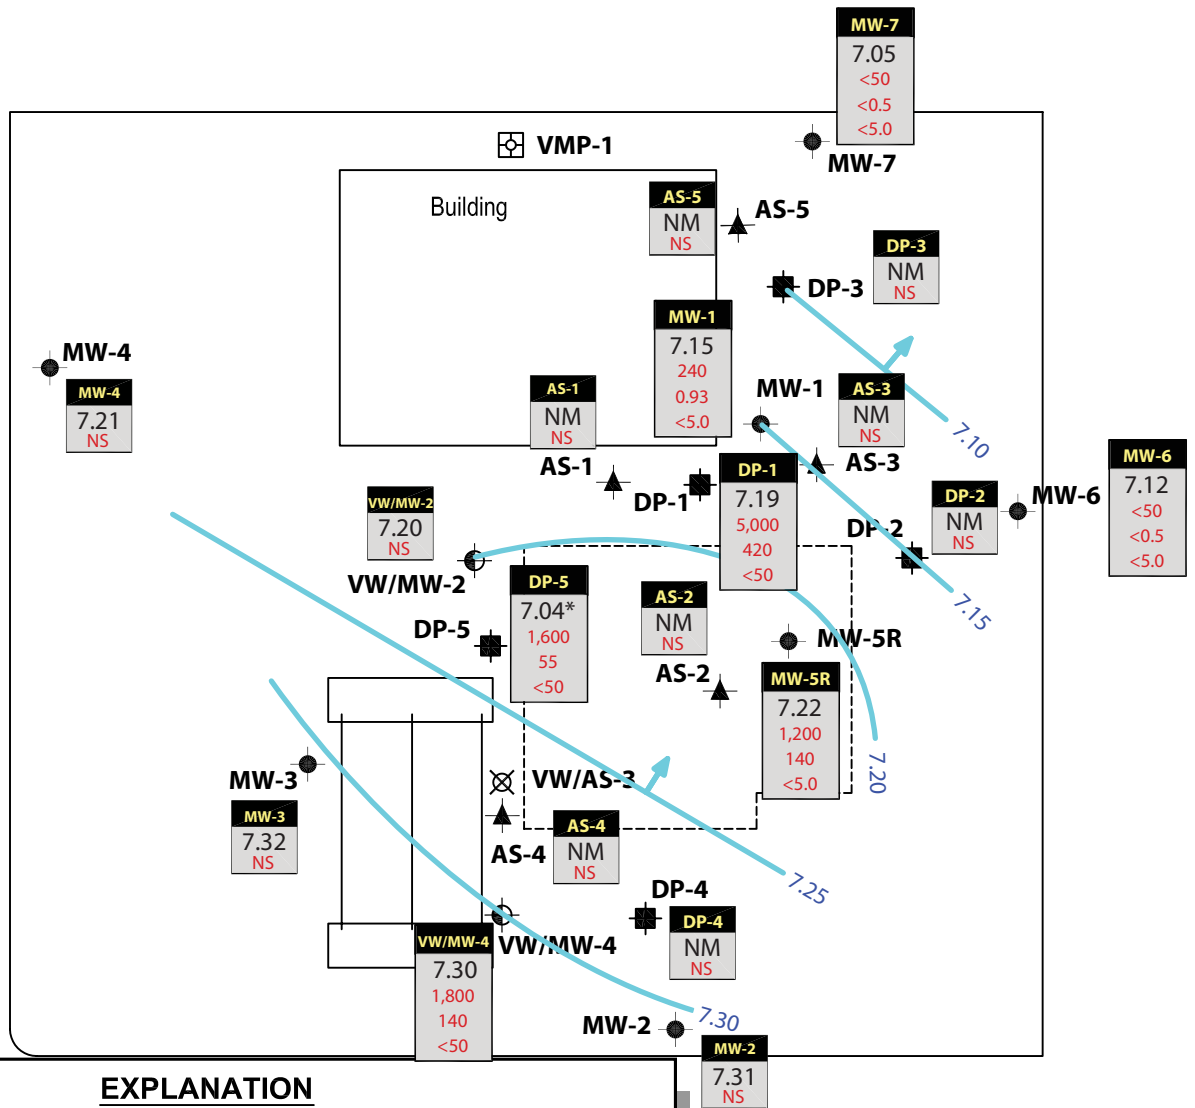 MW-7
7.05
<50
<0.5
<5.0
MW-7
VMP-1
Building
AS-5
NM
NS
AS-5
DP-3
NM
NS
DP-3
MW-1
7.15
240
0.93
<5.0
MW-1
MW-4
MW-4
7.21
NS
AS-1
NM
NS
AS-1
AS-3
NM
NS
AS-3
7.10
DP-1
DP-1
7.19
5,000
420
<50
MW-6
MW-6
7.12
<50
<0.5
<5.0
DP-2
NM
NS
DP-2
7.15
VW/MW-2
7.20
NS
VW/MW-2
DP-5
DP-5
7.04*
1,600
55
<50
AS-2
NM
NS
AS-2
MW-5R
MW-5R
7.22
1,200
140
<5.0
7.20
MW-3
MW-3
7.32
NS
VW/AS-3
AS-4
AS-4
NM
NS
7.25
DP-4
DP-4
NM
NS
VW/MW-4
VW/MW-4
7.30
1,800
140
<50
7.30
MW-2
MW-2
7.31
NS
EXPLANATION